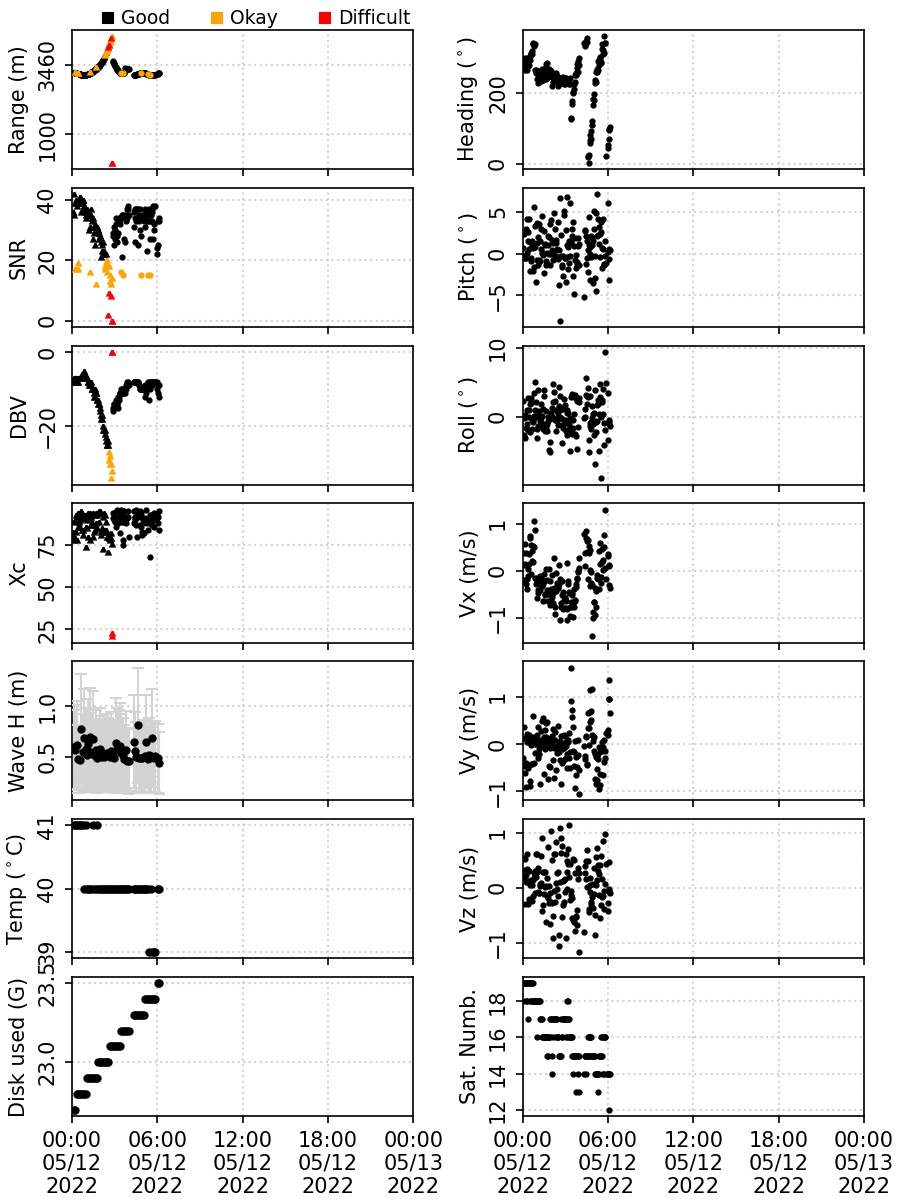 Good Okay Difficult
Range (m) 3460 1000
Heading (°) 200 0
SNR 40 20 0
Pitch (°) 5 0 −5
DBV 0 −20
Roll (°) 10 0
Xc 75 50 25
Vx (m/s) 1 0 −1
Wave H (m) 1.0 0.5
Vy (m/s) 1 0 −1
Temp (°C) 41 40 39
Vz (m/s) 1 0 −1
Disk used (G) 23.5 23.0
Sat. Numb. 18 16 14 12
00:00 06:00 12:00 18:00 00:00 00:00 06:00 12:00 18:00 00:00
05/12 05/12 05/12 05/12 05/13 05/12 05/12 05/12 05/12 05/13
2022 2022 2022 2022 2022 2022 2022 2022 2022 2022